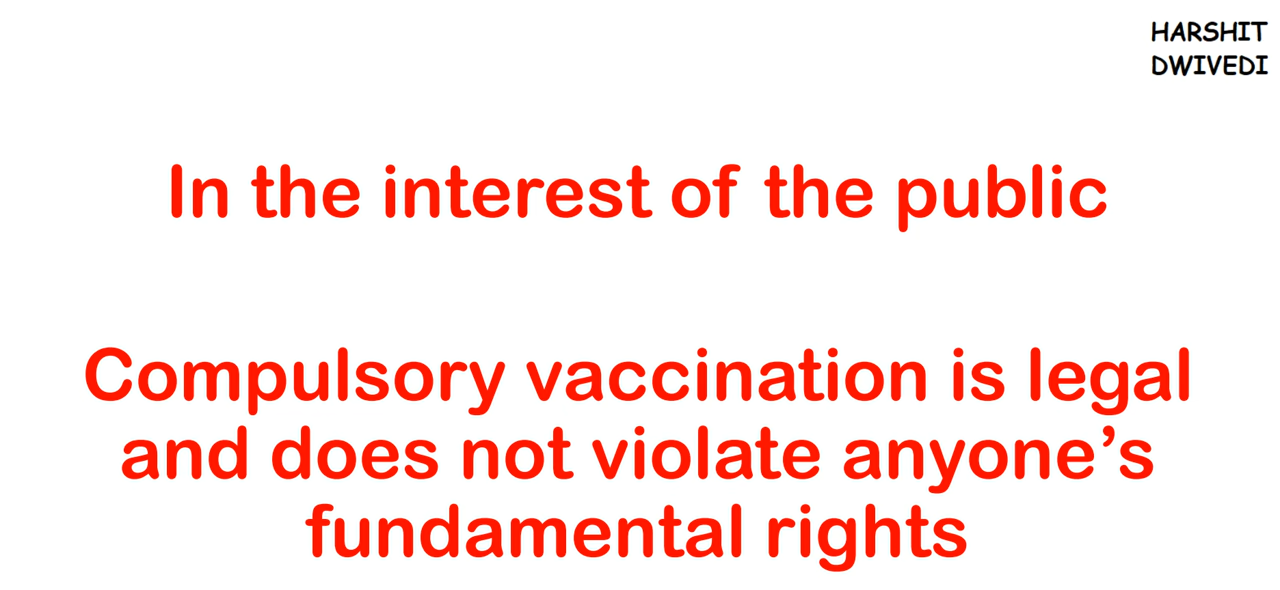 HARSHIT
DWIVEDI
In the interest of the public
Compulsory vaccination is legal
and does not violate anyone’s
fundamental rights